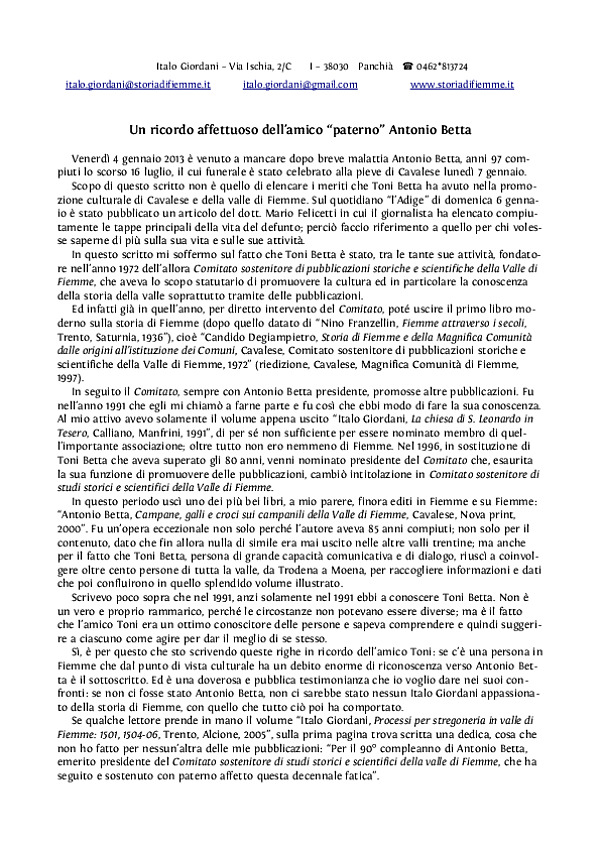 Italo Giordani – Via Ischia, 2/C I – 38030 Panchià ☎ 0462*813724
italo.giordani@storiadifiemme.it italo.giordani@gmail.com www.storiadifiemme.it
Un ricordo affettuoso dell'amico “paterno” Antonio Betta
Venerdì 4 gennaio 2013 è venuto a mancare dopo breve malattia Antonio Betta, anni 97 com-
piuti lo scorso 16 luglio, il cui funerale è stato celebrato alla pieve di Cavalese lunedì 7 gennaio.
Scopo di questo scritto non è quello di elencare i meriti che Toni Betta ha avuto nella promo-
zione culturale di Cavalese e della valle di Fiemme. Sul quotidiano “l'Adige” di domenica 6 genna-
io è stato pubblicato un articolo del dott. Mario Felicetti in cui il giornalista ha elencato compiu-
tamente le tappe principali della vita del defunto; perciò faccio riferimento a quello per chi voles-
se saperne di più sulla sua vita e sulle sue attività.
In questo scritto mi soffermo sul fatto che Toni Betta è stato, tra le tante sue attività, fondato-
re nell'anno 1972 dell'allora Comitato sostenitore di pubblicazioni storiche e scientifiche della Valle di
Fiemme, che aveva lo scopo statutario di promuovere la cultura ed in particolare la conoscenza
della storia della valle soprattutto tramite delle pubblicazioni.
Ed infatti già in quell'anno, per diretto intervento del Comitato, poté uscire il primo libro mo-
derno sulla storia di Fiemme (dopo quello datato di “Nino Franzellin, Fiemme attraverso i secoli,
Trento, Saturnia, 1936”), cioè “Candido Degiampietro, Storia di Fiemme e della Magnifica Comunità
dalle origini all'istituzione dei Comuni, Cavalese, Comitato sostenitore di pubblicazioni storiche e
scientifiche della Valle di Fiemme, 1972” (riedizione, Cavalese, Magnifica Comunità di Fiemme,
1997).
In seguito il Comitato, sempre con Antonio Betta presidente, promosse altre pubblicazioni. Fu
nell'anno 1991 che egli mi chiamò a farne parte e fu così che ebbi modo di fare la sua conoscenza.
Al mio attivo avevo solamente il volume appena uscito “Italo Giordani, La chiesa di S. Leonardo in
Tesero, Calliano, Manfrini, 1991”, di per sé non sufficiente per essere nominato membro di quel-
l'importante associazione; oltre tutto non ero nemmeno di Fiemme. Nel 1996, in sostituzione di
Toni Betta che aveva superato gli 80 anni, venni nominato presidente del Comitato che, esaurita
la sua funzione di promuovere delle pubblicazioni, cambiò intitolazione in Comitato sostenitore di
studi storici e scientifici della Valle di Fiemme.
In questo periodo uscì uno dei più bei libri, a mio parere, finora editi in Fiemme e su Fiemme:
“Antonio Betta, Campane, galli e croci sui campanili della Valle di Fiemme, Cavalese, Nova print,
2000”. Fu un'opera eccezionale non solo perché l'autore aveva 85 anni compiuti; non solo per il
contenuto, dato che fin allora nulla di simile era mai uscito nelle altre valli trentine; ma anche
per il fatto che Toni Betta, persona di grande capacità comunicativa e di dialogo, riuscì a coinvol-
gere oltre cento persone di tutta la valle, da Trodena a Moena, per raccogliere informazioni e dati
che poi confluirono in quello splendido volume illustrato.
Scrivevo poco sopra che nel 1991, anzi solamente nel 1991 ebbi a conoscere Toni Betta. Non è
un vero e proprio rammarico, perché le circostanze non potevano essere diverse; ma è il fatto
che l'amico Toni era un ottimo conoscitore delle persone e sapeva comprendere e quindi suggeri-
re a ciascuno come agire per dar il meglio di se stesso.
Sì, è per questo che sto scrivendo queste righe in ricordo dell'amico Toni: se c'è una persona in
Fiemme che dal punto di vista culturale ha un debito enorme di riconoscenza verso Antonio Bet-
ta è il sottoscritto. Ed è una doverosa e pubblica testimonianza che io voglio dare nei suoi con-
fronti: se non ci fosse stato Antonio Betta, non ci sarebbe stato nessun Italo Giordani appassiona-
to della storia di Fiemme, con quello che tutto ciò poi ha comportato.
Se qualche lettore prende in mano il volume “Italo Giordani, Processi per stregoneria in valle di
Fiemme: 1501, 1504-06, Trento, Alcione, 2005”, sulla prima pagina trova scritta una dedica, cosa che
non ho fatto per nessun'altra delle mie pubblicazioni: “Per il 90° compleanno di Antonio Betta,
emerito presidente del Comitato sostenitore di studi storici e scientifici della valle di Fiemme, che ha
seguito e sostenuto con paterno affetto questa decennale fatica”.